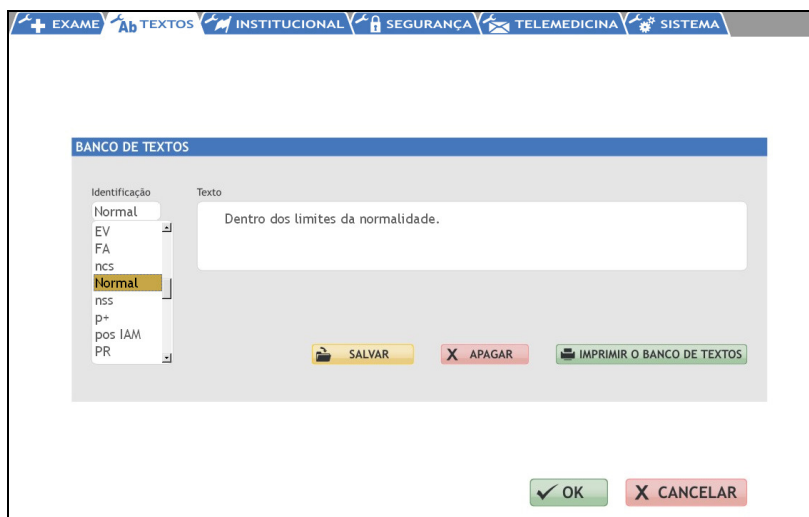 EXAME Ab TEXTOS INSTITUCIONAL SEGURANÇA TELEMEDICINA SISTEMA
BANCO DE TEXTOS
Identificação Texto
Normal
Dentro dos limites da normalidade.
EV
FA
ncs
Normal
nss
p+
pos IAM
PR
SALVAR X APAGAR IMPRIMIR O BANCO DE TEXTOS
OK X CANCELAR